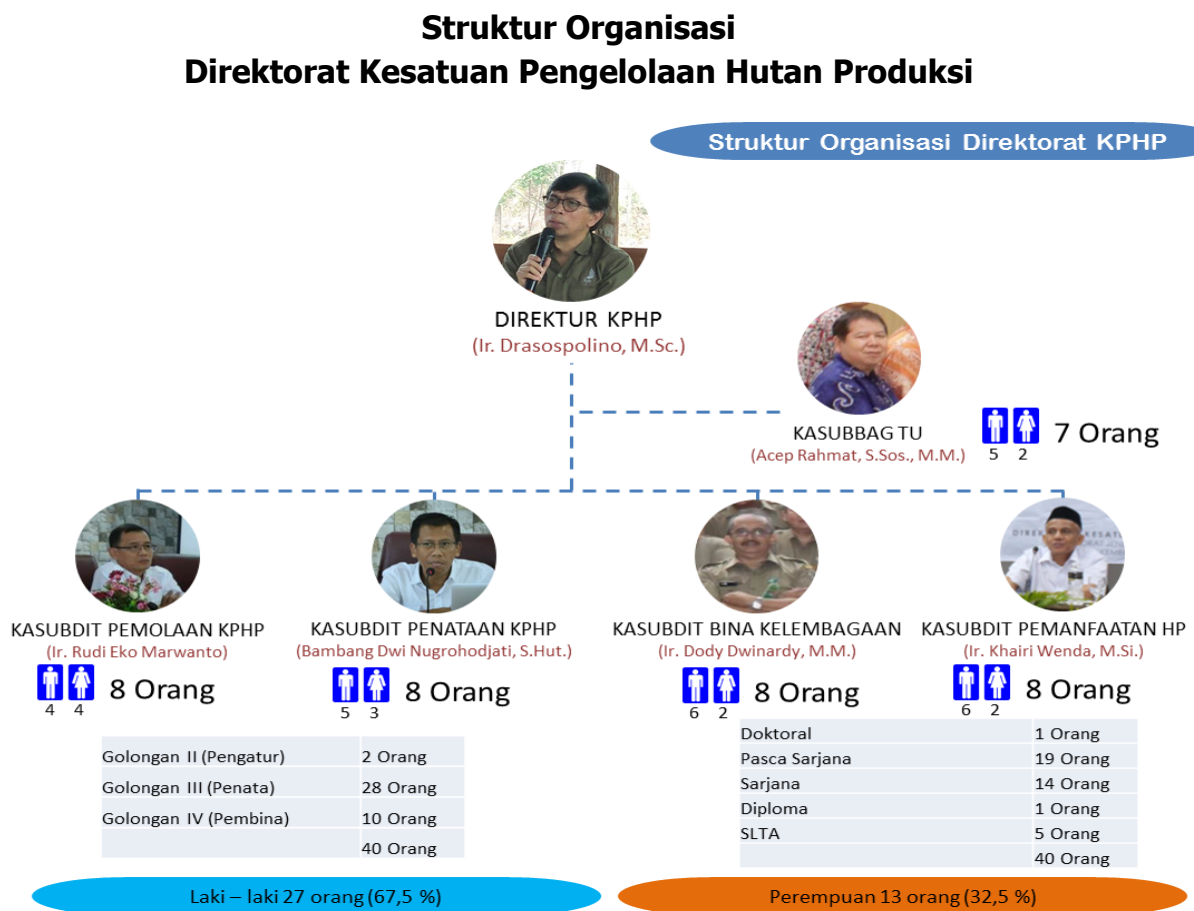 Struktur Organisasi
Direktorat Kesatuan Pengelolaan Hutan Produksi
Struktur Organisasi Direktorat KPHP
DIREKTUR KPHP
(Ir. Drasospolino, M.Sc.)
KASUBBAG TU
(Acep Rahmat, S.Sos., M.M.)
5 2
7 Orang
KASUBDIT PEMOLAAN KPHP
(Ir. Rudi Eko Marwanto)
4 4
8 Orang
KASUBDIT PENATAAN KPHP
(Bambang Dwi Nugrohodjati, S.Hut.)
5 3
8 Orang
KASUBDIT BINA KELEMBAGAAN
(Ir. Dody Dwinardy, M.M.)
6 2
8 Orang
KASUBDIT PEMANFAATAN HP
(Ir. Khairi Wenda, M.Si.)
6 2
8 Orang
Golongan II (Pengatur) 2 Orang
Golongan III (Penata) 28 Orang
Golongan IV (Pembina) 10 Orang
40 Orang
Doktoral 1 Orang
Pasca Sarjana 19 Orang
Sarjana 14 Orang
Diploma 1 Orang
SLTA 5 Orang
40 Orang
Laki – laki 27 orang (67,5 %)
Perempuan 13 orang (32,5 %)